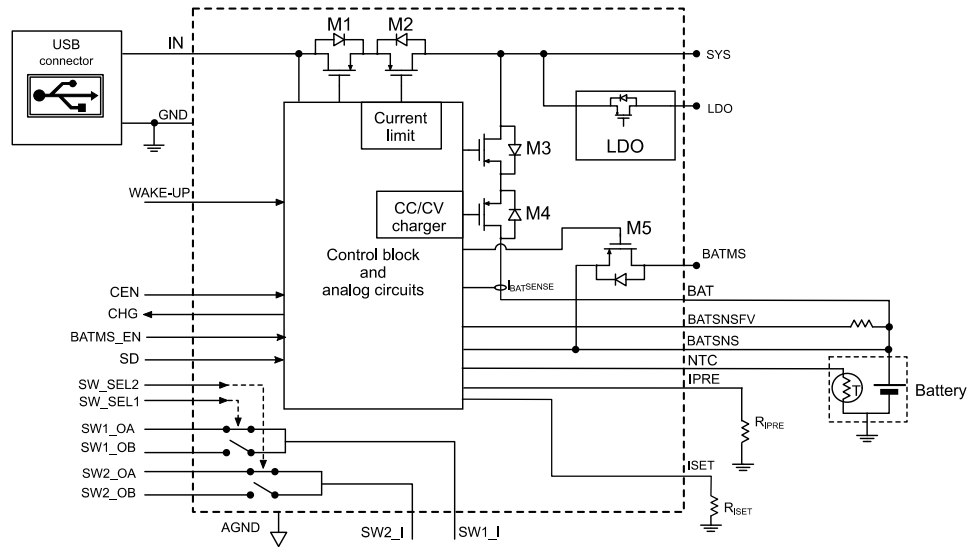 M1
M2
USB
connector
IN
SYS
GND
Current
limit
LDO
LDO
M3
WAKE-UP
CC/CV
charger
M4
M5
Control block
and
analog circuits
BATMS
IBATSENSE
BAT
CEN
CHG
BATSNSFV
BATMS_EN
BATSNS
SD
NTC
SW_SEL2
IPRE
T
Battery
SW_SEL1
SW1_OA
RIPRE
SW1_OB
SW2_OA
ISET
SW2_OB
RISET
AGND
SW2_I
SW1_I